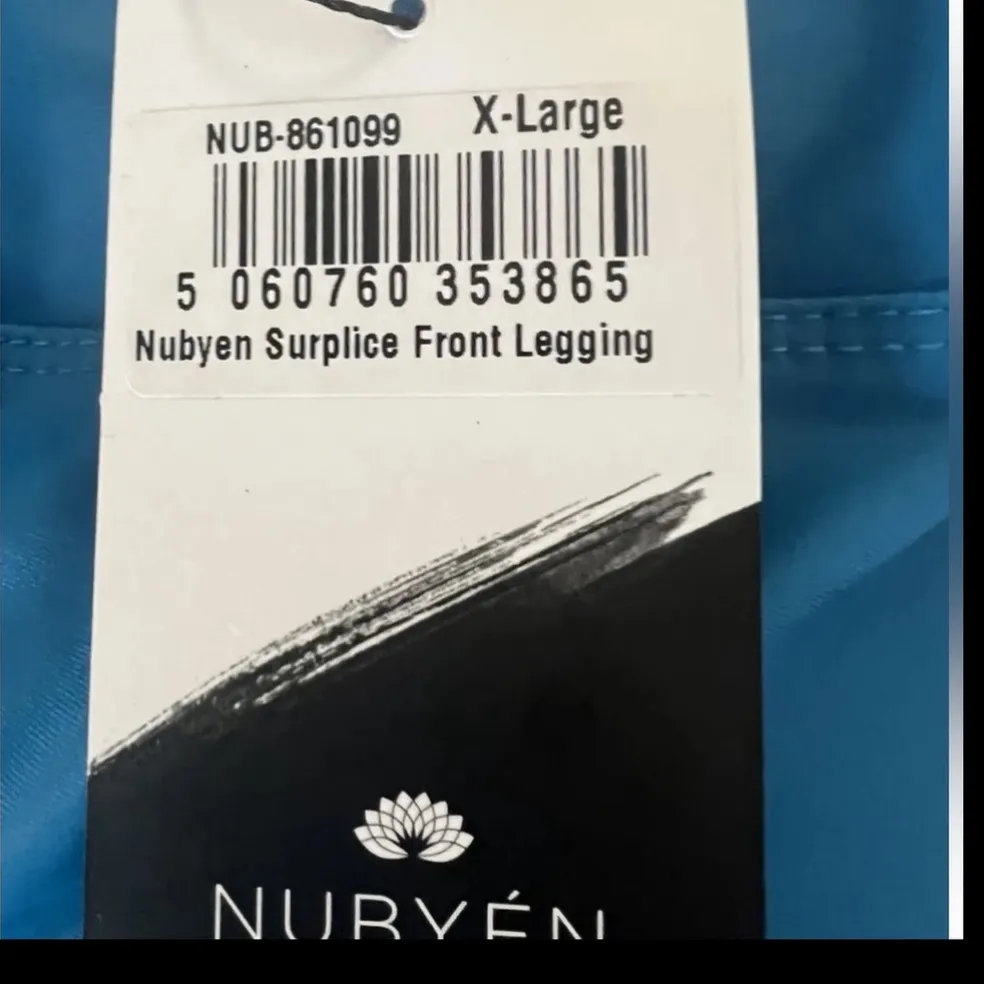 NUB-861099 X-Large
5 060760 353865
Nubyen Surplice Front Legging
NUBYÉN